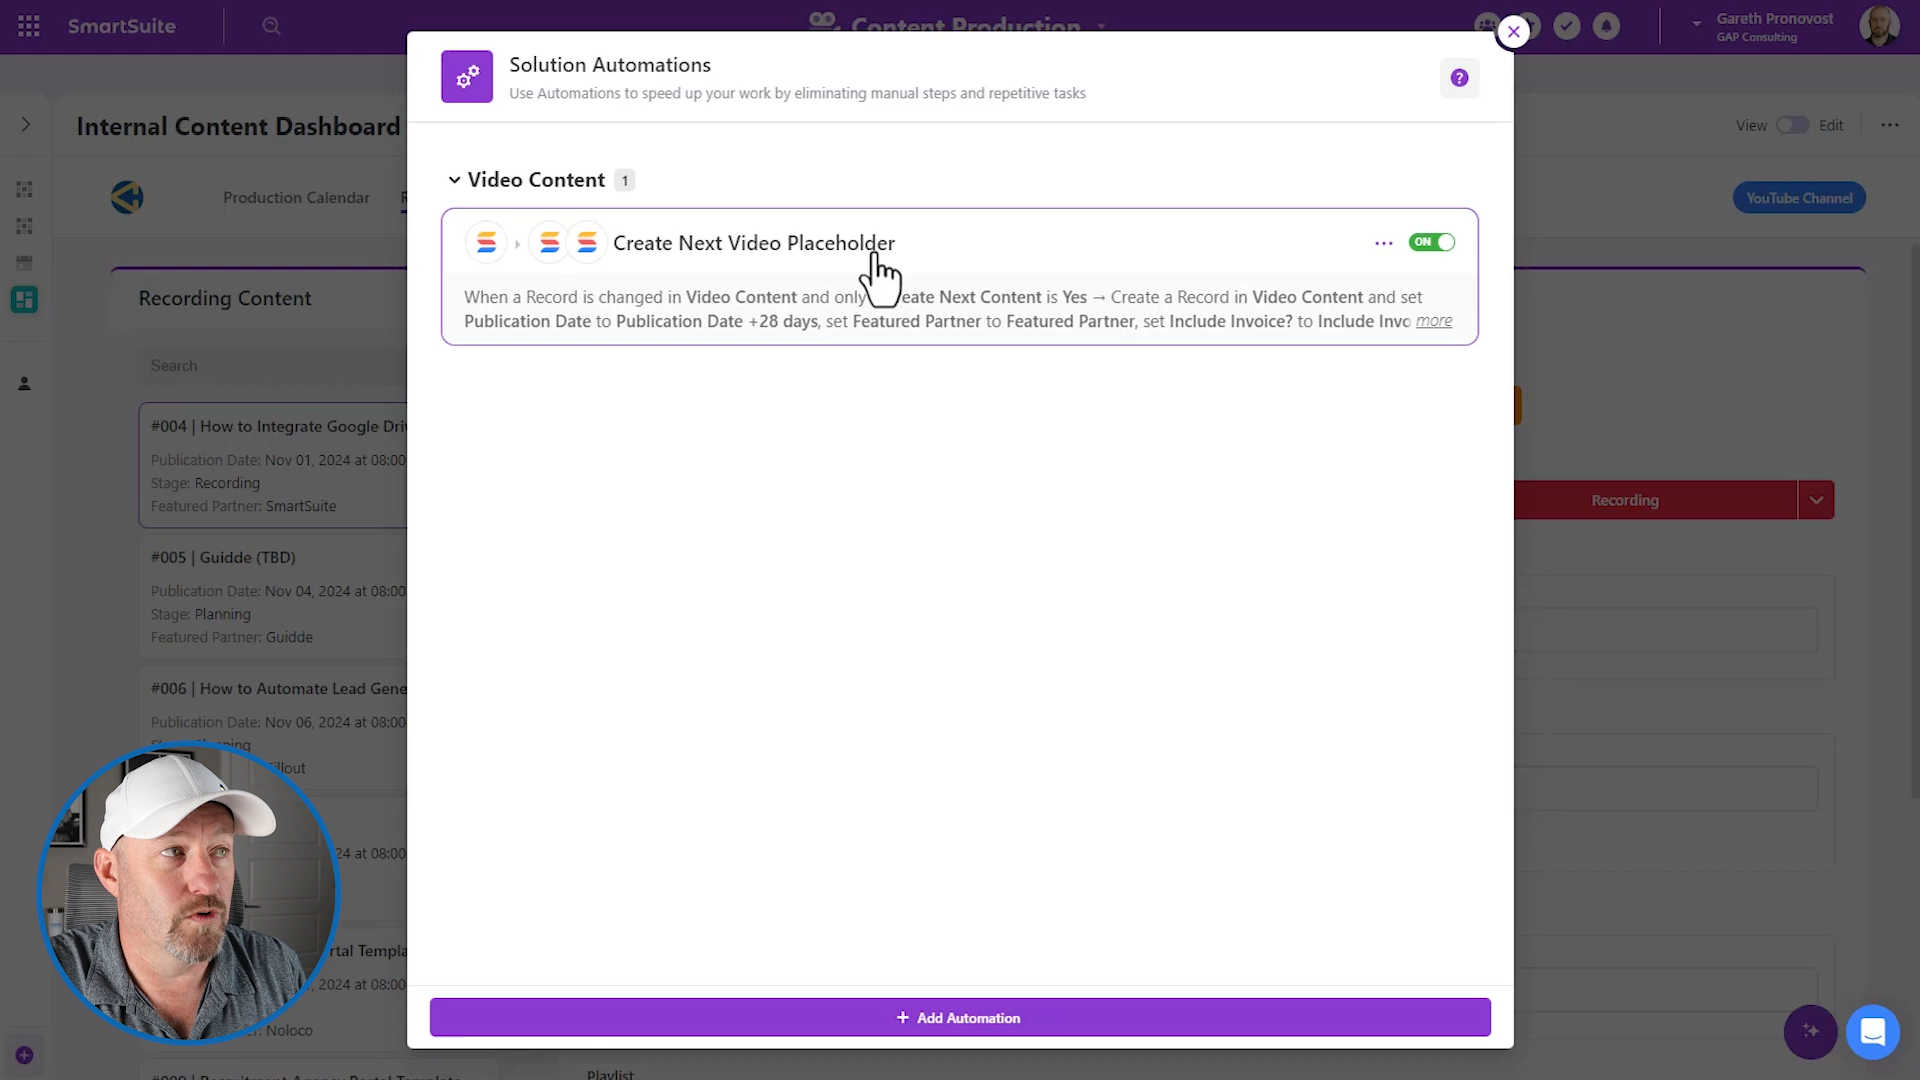 SmartSuite
Content Production
Gareth Pronovost
GAP Consulting
Solution Automations
Use Automations to speed up your work by eliminating manual steps and repetitive tasks
?
Internal Content Dashboard
View
Edit
Production Calendar
YouTube Channel
Video Content 1
Create Next Video Placeholder
ON
When a Record is changed in Video Content and only eate Next Content is Yes → Create a Record in Video Content and set
Publication Date to Publication Date +28 days, set Featured Partner to Featured Partner, set Include Invoice? to Include Invo more
Recording Content
Search
#004 | How to Integrate Google Dri
Publication Date: Nov 01, 2024 at 08:00
Stage: Recording
Featured Partner: SmartSuite
Recording
#005 | Guidde (TBD)
Publication Date: Nov 04, 2024 at 08:00
Stage: Planning
Featured Partner: Guidde
#006 | How to Automate Lead Gene
Publication Date: Nov 06, 2024 at 08:00
Fillout
24 at 08:00
rtal Templa
, 2024 at 08:00
Noloco
+ Add Automation
Playlist